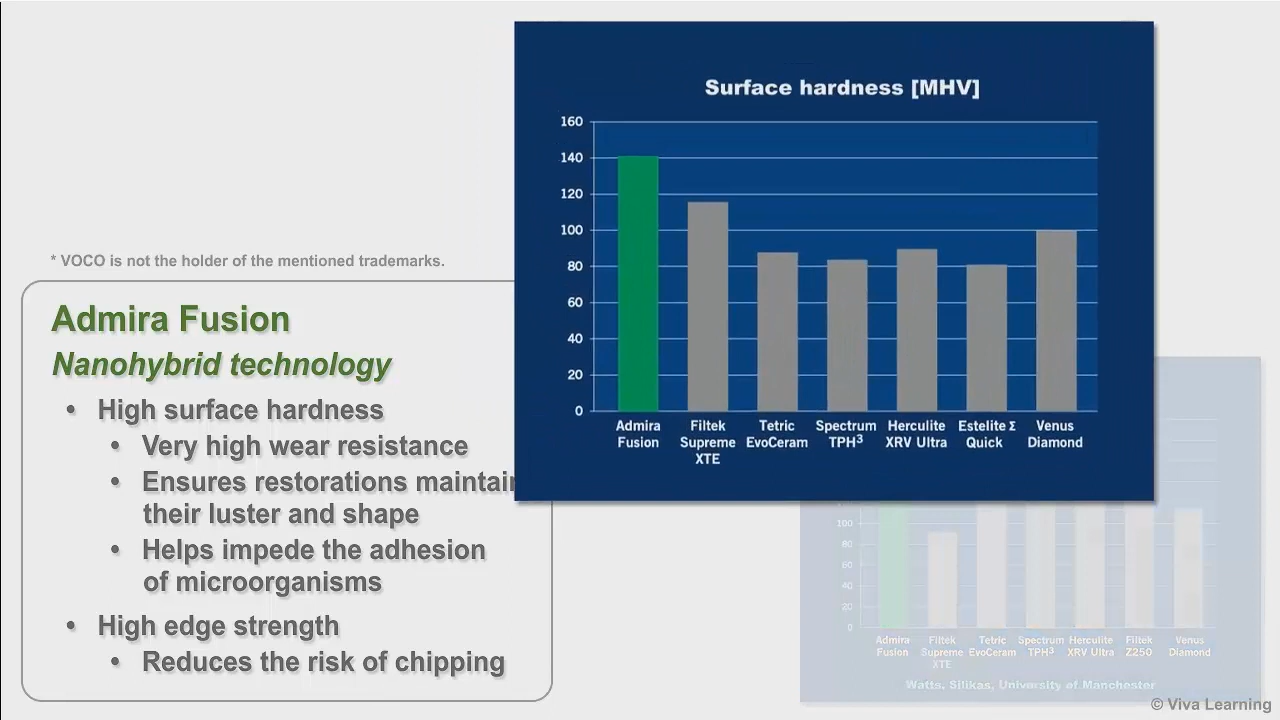 * VOCO is not the holder of the mentioned trademarks.
Admira Fusion
Nanohybrid technology
• High surface hardness
• Very high wear resistance
• Ensures restorations maintain
their luster and shape
• Helps impede the adhesion
of microorganisms
• High edge strength
• Reduces the risk of chipping
Surface hardness [MHV]
160
140
120
100
80
60
40
20
0
Admira Fusion
Filtek Supreme XTE
Tetric EvoCeram
Spectrum TPH³
Herculite XRV Ultra
Estelite Σ Quick
Venus Diamond
100
80
60
40
20
0
Admira Fusion
Filtek Supreme XTE
Tetric EvoCeram
Spectrum TPH³
Herculite XRV Ultra
Filtek Z250
Venus Diamond
Watts, Silikas, University of Manchester
© Viva Learning